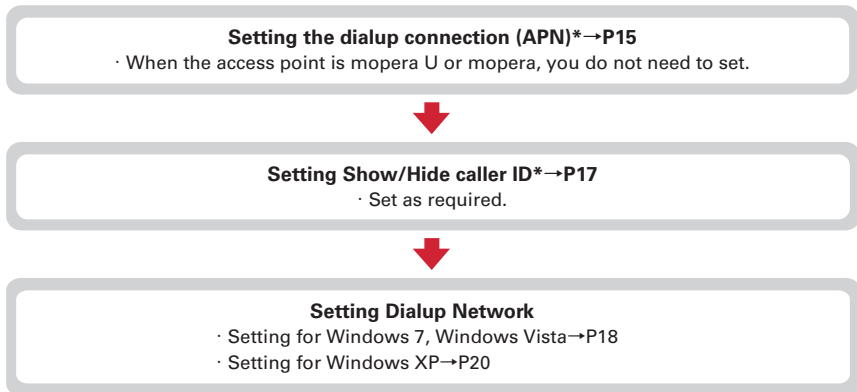 Setting the dialup connection (APN)*→P15
· When the access point is mopera U or mopera, you do not need to set.
Setting Show/Hide caller ID*→P17
· Set as required.
Setting Dialup Network
· Setting for Windows 7, Windows Vista→P18
· Setting for Windows XP→P20